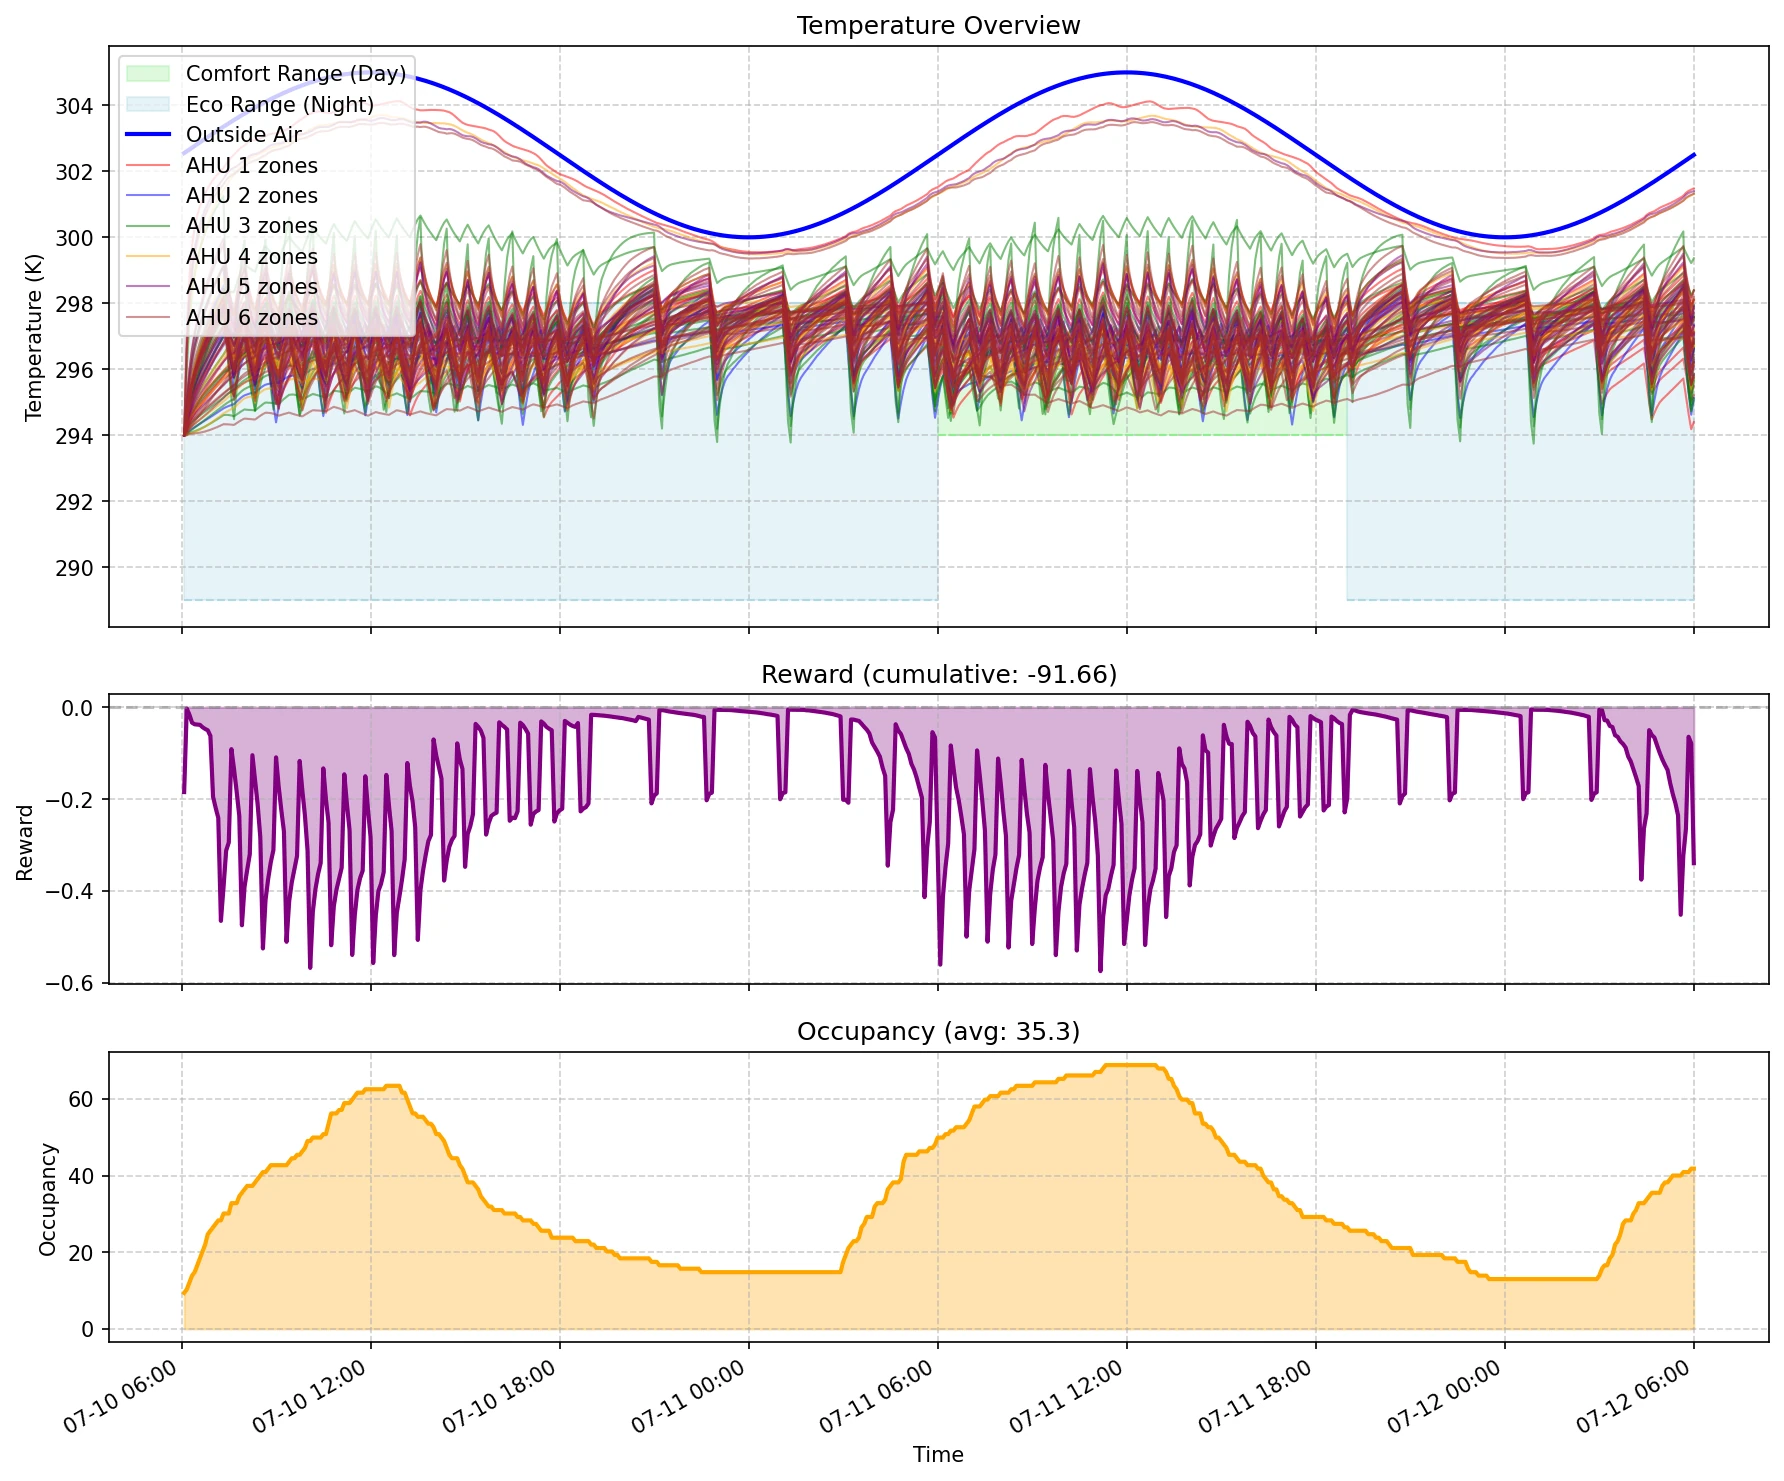 Temperature Overview
Comfort Range (Day)
Eco Range (Night)
Outside Air
AHU 1 zones
AHU 2 zones
AHU 3 zones
AHU 4 zones
AHU 5 zones
AHU 6 zones
Temperature (K)
304
302
300
298
296
294
292
290
Reward (cumulative: -91.66)
Reward
0.0
−0.2
−0.4
−0.6
Occupancy (avg: 35.3)
Occupancy
60
40
20
0
07-10 06:00
07-10 12:00
07-10 18:00
07-11 00:00
07-11 06:00
07-11 12:00
07-11 18:00
07-12 00:00
07-12 06:00
Time